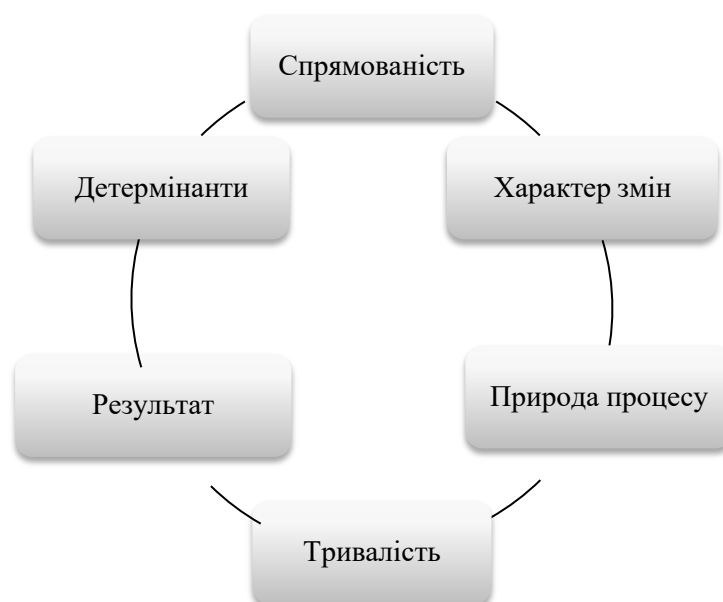 Спрямованість
Характер змін
Природа процесу
Тривалість
Результат
Детермінанти